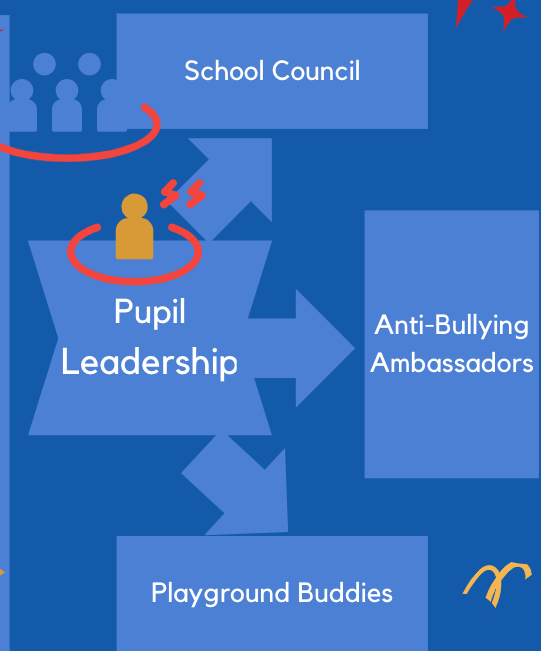 School Council
Pupil
Leadership
Anti-Bullying
Ambassadors
Playground Buddies